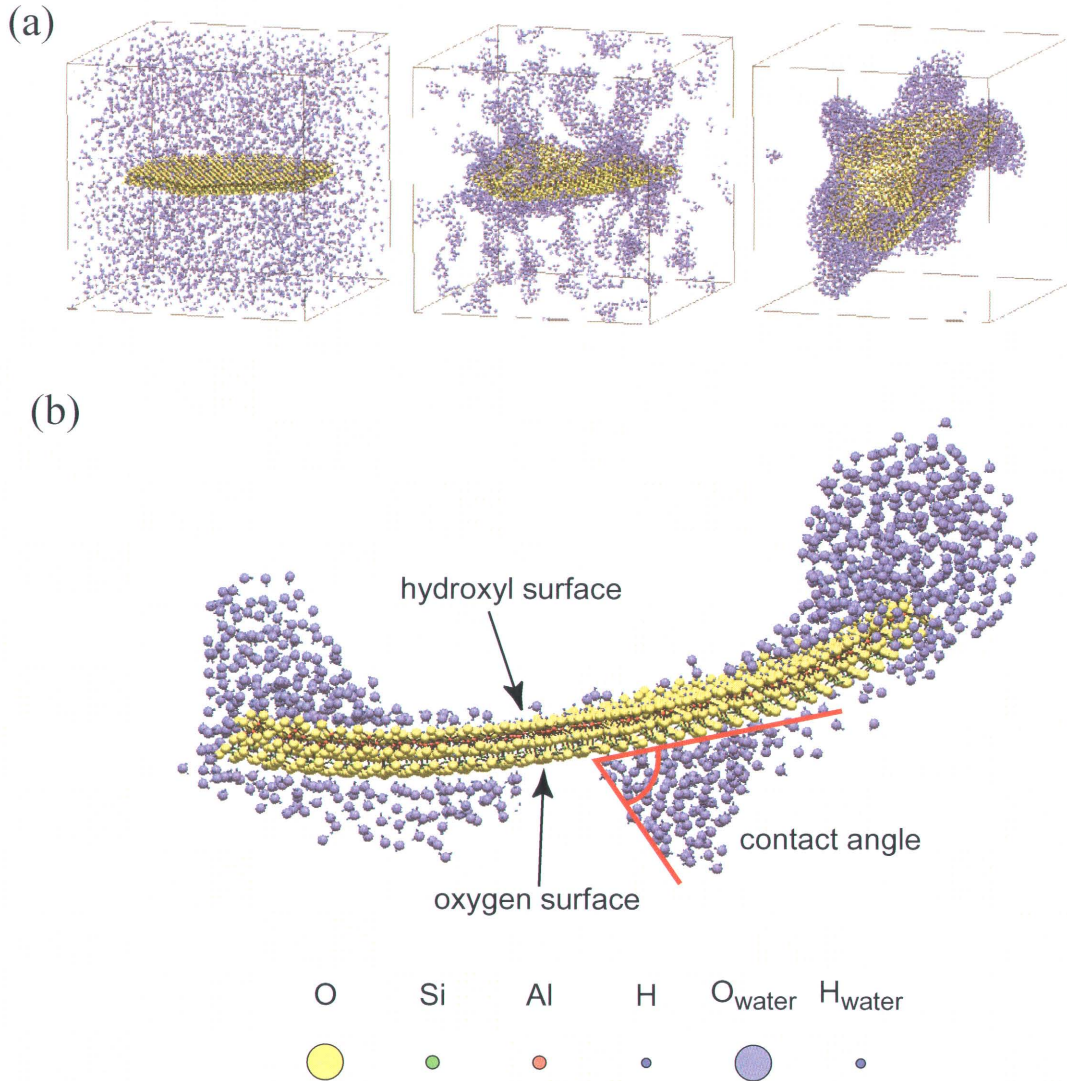 (a)
(b)
hydroxyl surface
contact angle
oxygen surface
O Si Al H Owater Hwater